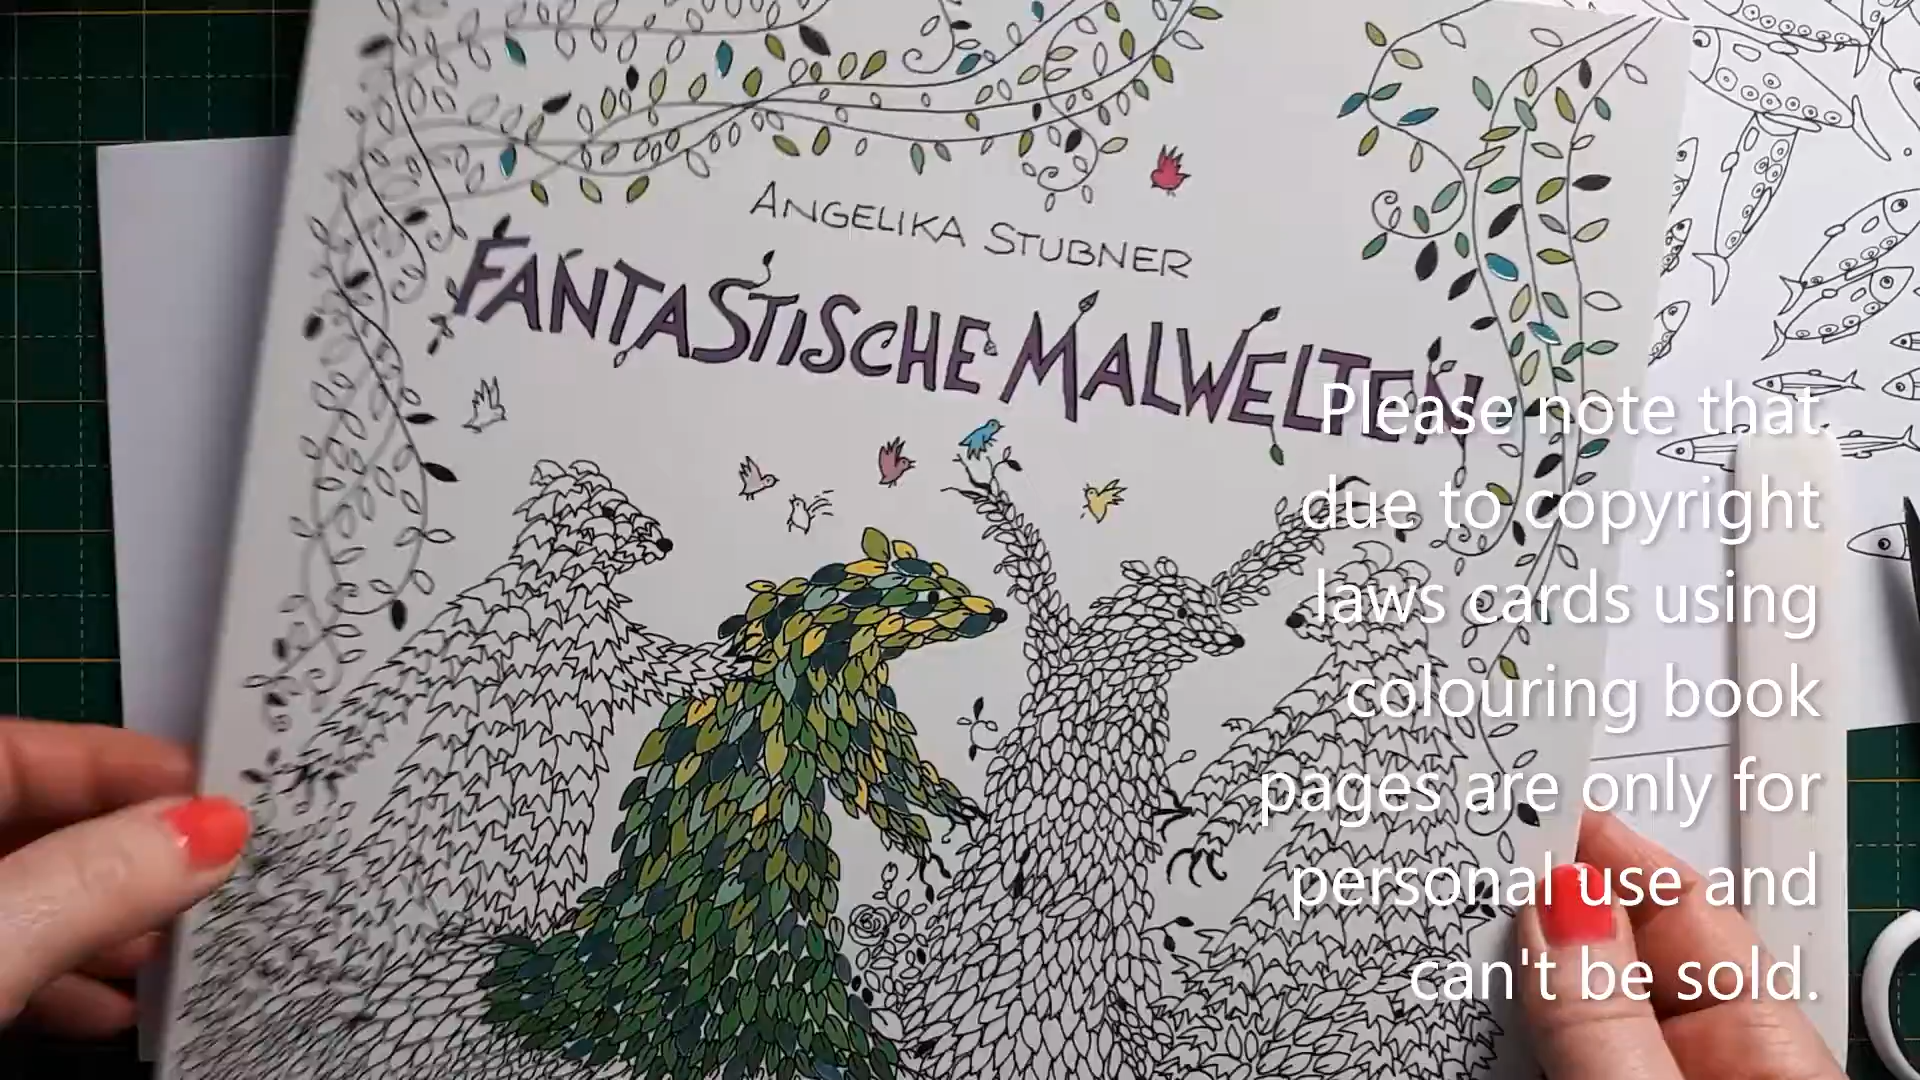 ANGELIKA STUBNER
FANTASTISCHE MALWELTEN
Please note that
due to copyright
laws cards using
colouring book
pages are only for
personal use and
can't be sold.